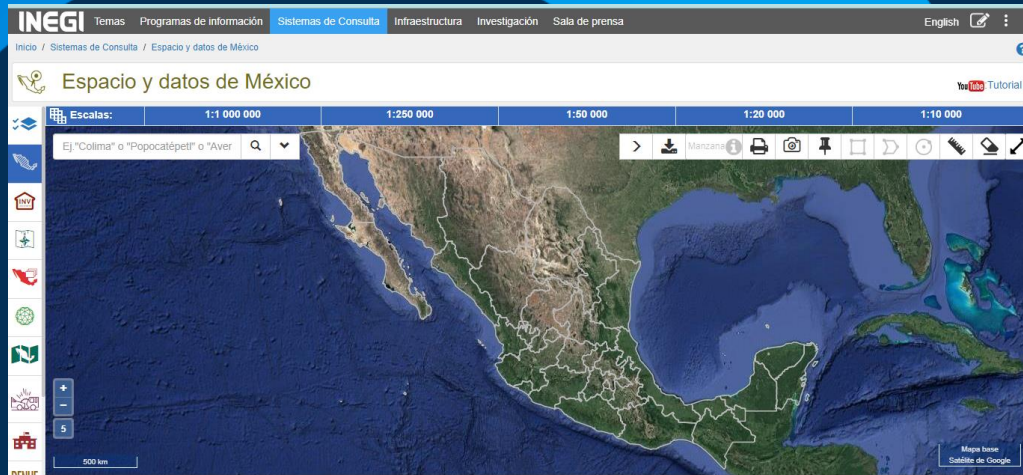 INEGI Temas Programas de información Sistemas de Consulta Infraestructura Investigación Sala de prensa English
Inicio / Sistemas de Consulta / Espacio y datos de México
Espacio y datos de México
YouTube Tutorial
Escalas: 1:1 000 000 1:250 000 1:50 000 1:20 000 1:10 000
Ej."Colima" o "Popocatépetl" o "Aver
Manzana
INV
+
−
5
500 km
Mapa base
Satélite de Google
DENUE